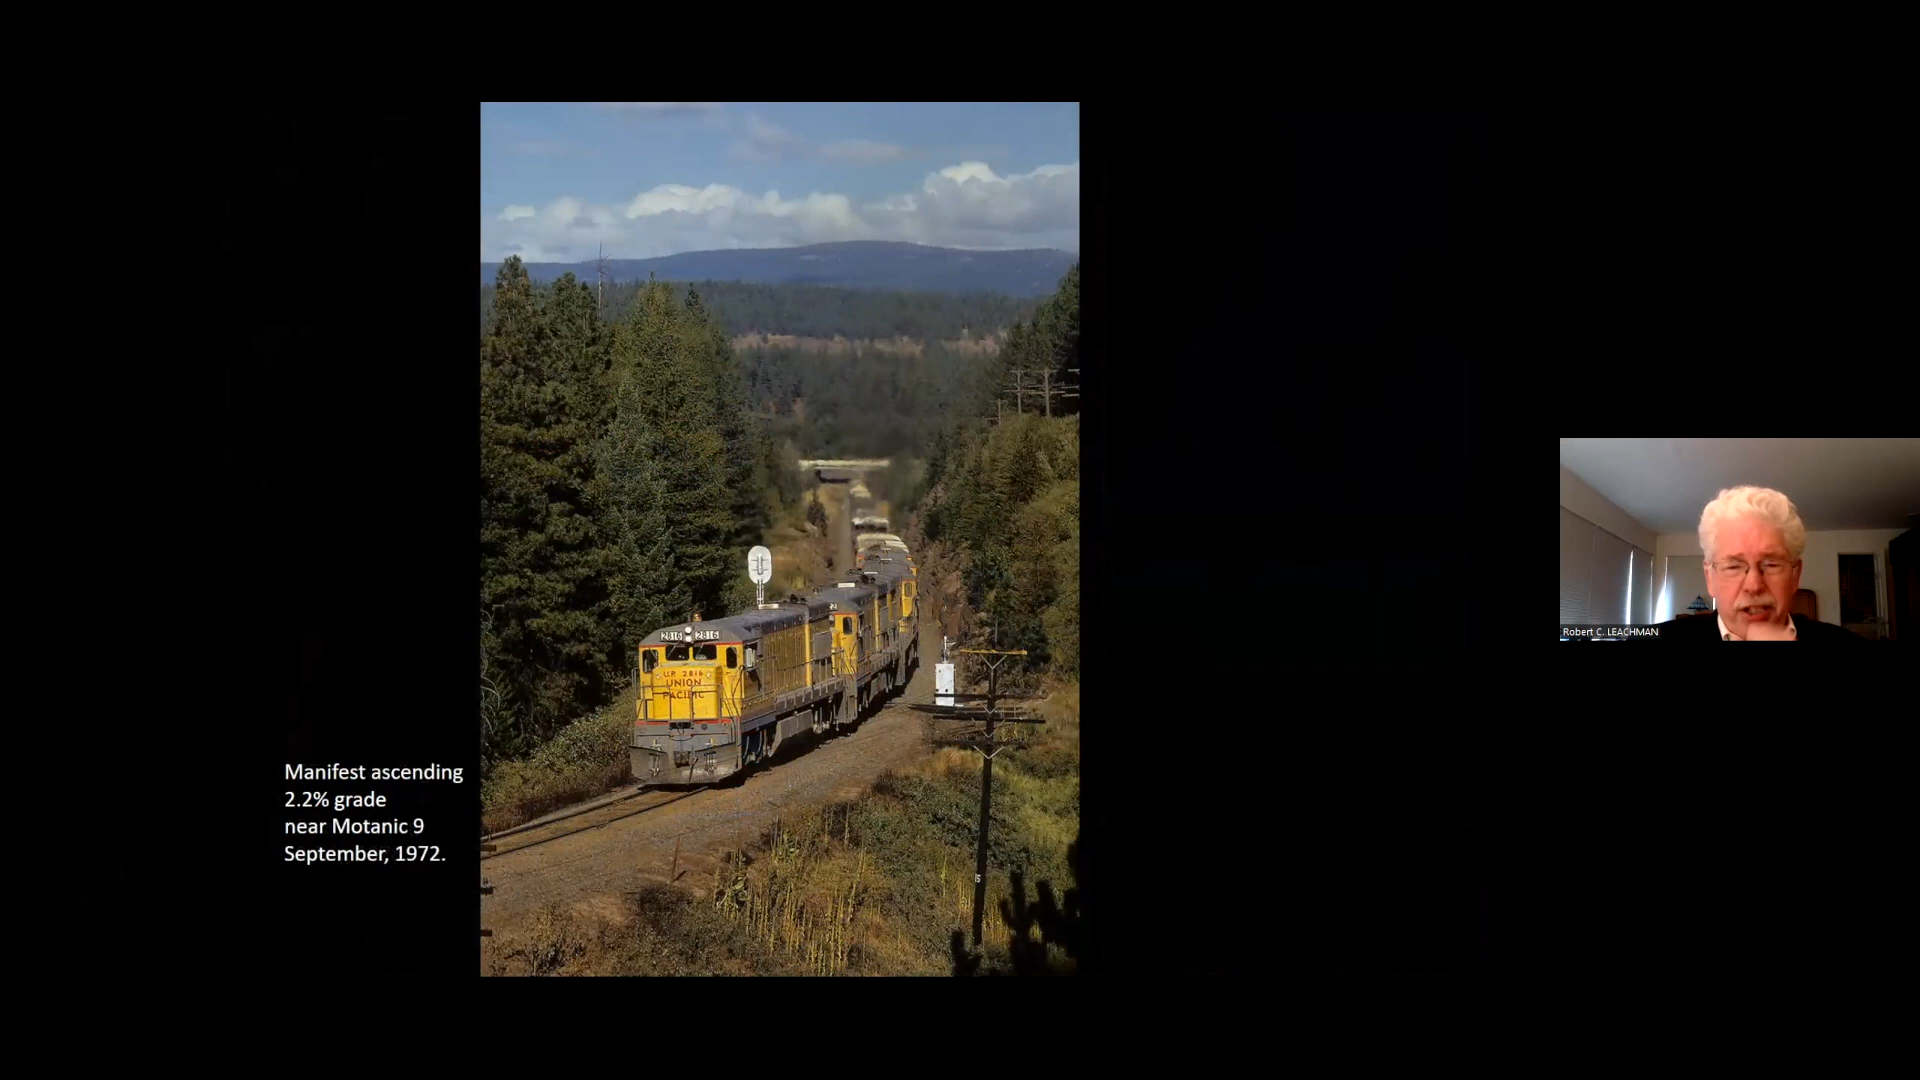 2816 2816
U.P. 2816
UNION
PACIFIC
Manifest ascending
2.2% grade
near Motanic 9
September, 1972.
Robert C. LEACHMAN